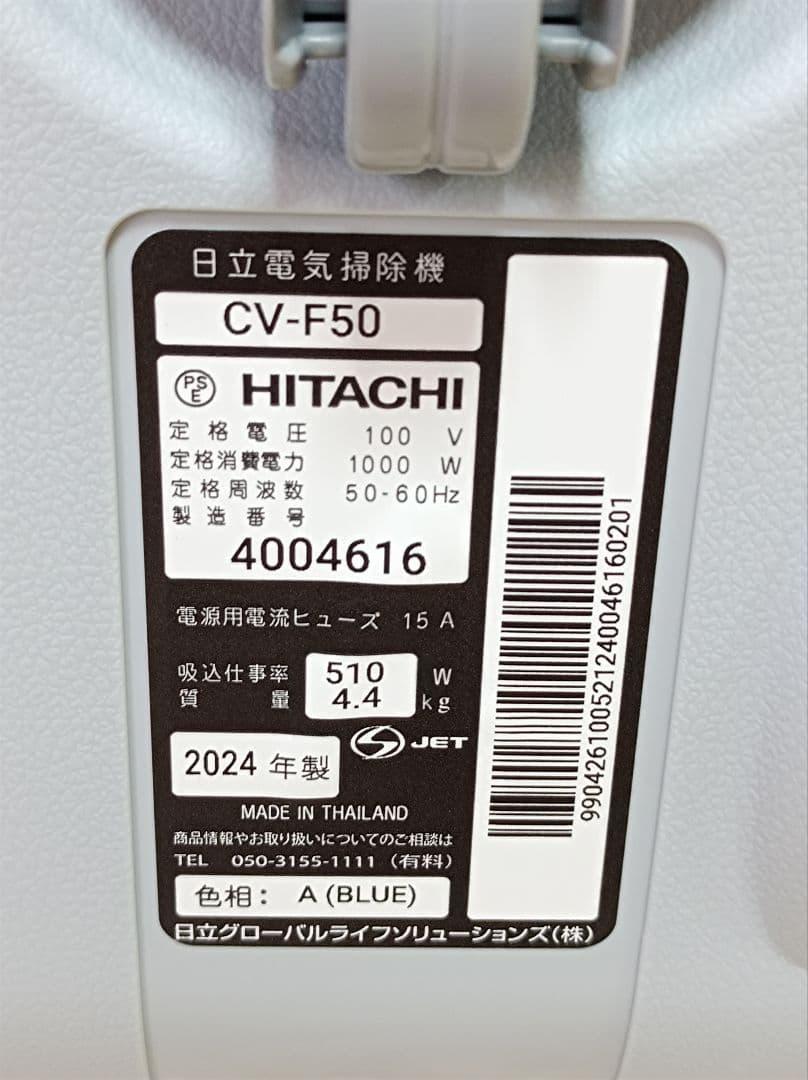 日立電気掃除機
CV-F50
PS
E
HITACHI
定格電圧 100 V
定格消費電力 1000 W
定格周波数 50-60Hz
製造番号
4004616
電源用電流ヒューズ 15 A
吸込仕事率 510 W
質量 4.4 kg
S JET
2024 年製
MADE IN THAILAND
商品情報やお取り扱いについてのご相談は
TEL 050-3155-1111 (有料)
色相: A (BLUE)
日立グローバルライフソリューションズ(株)
99042610052124004616​0201